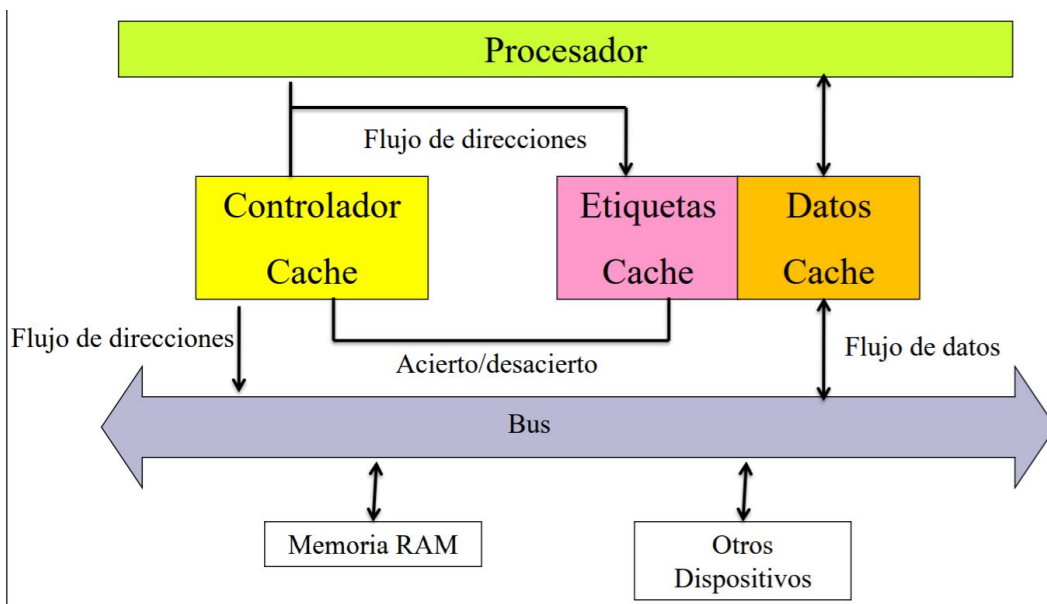 Procesador
Flujo de direcciones
Controlador
Cache
Etiquetas
Cache
Datos
Cache
Flujo de direcciones
Acierto/desacierto
Flujo de datos
Bus
Memoria RAM
Otros
Dispositivos